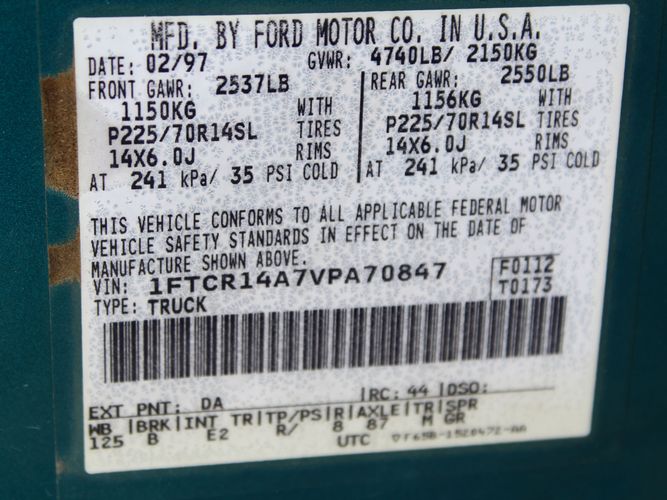 MFD. BY FORD MOTOR CO. IN U.S.A.
DATE: 02/97 GVWR: 4740LB/ 2150KG
FRONT GAWR: 2537LB REAR GAWR: 2550LB
1150KG WITH 1156KG WITH
P225/70R14SL TIRES P225/70R14SL TIRES
14X6.0J RIMS 14X6.0J RIMS
AT 241 kPa/ 35 PSI COLD AT 241 kPa/ 35 PSI COLD
THIS VEHICLE CONFORMS TO ALL APPLICABLE FEDERAL MOTOR
VEHICLE SAFETY STANDARDS IN EFFECT ON THE DATE OF
MANUFACTURE SHOWN ABOVE.
VIN: 1FTCR14A7VPA70847 F0112
TYPE: TRUCK T0173
EXT PNT: DA |RC: 44 |DSO:
WB |BRK|INT TR|TP/PS|R|AXLE|TR|SPR
125 B E2 R/ 8 87 M GR
UTC